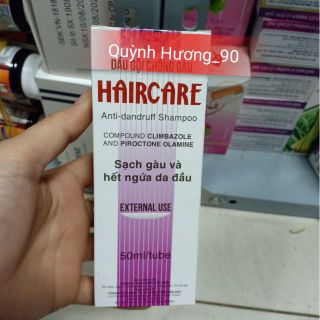 Quỳnh Hương_90
DẦU GỘI CHỐNG GÀU
HAIRCARE
Anti-dandruff Shampoo
COMPOUND CLIMBAZOLE
AND PIROCTONE OLAMINE
Sạch gàu và
hết ngứa da đầu
EXTERNAL USE
50ml/tube